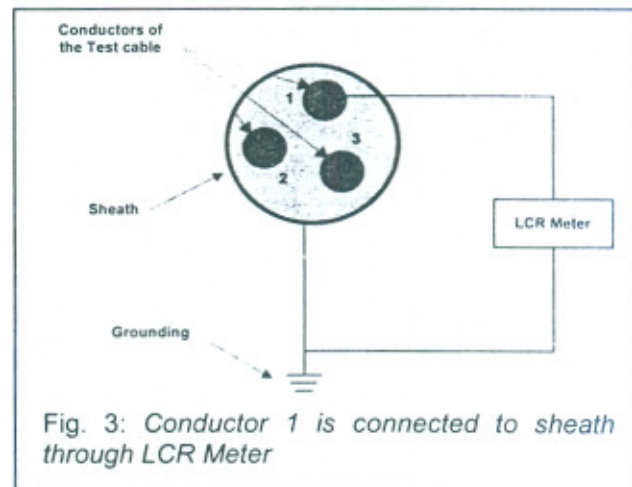 Conductors of
the Test cable
1
3
2
Sheath
LCR Meter
Grounding
Fig. 3: Conductor 1 is connected to sheath
through LCR Meter